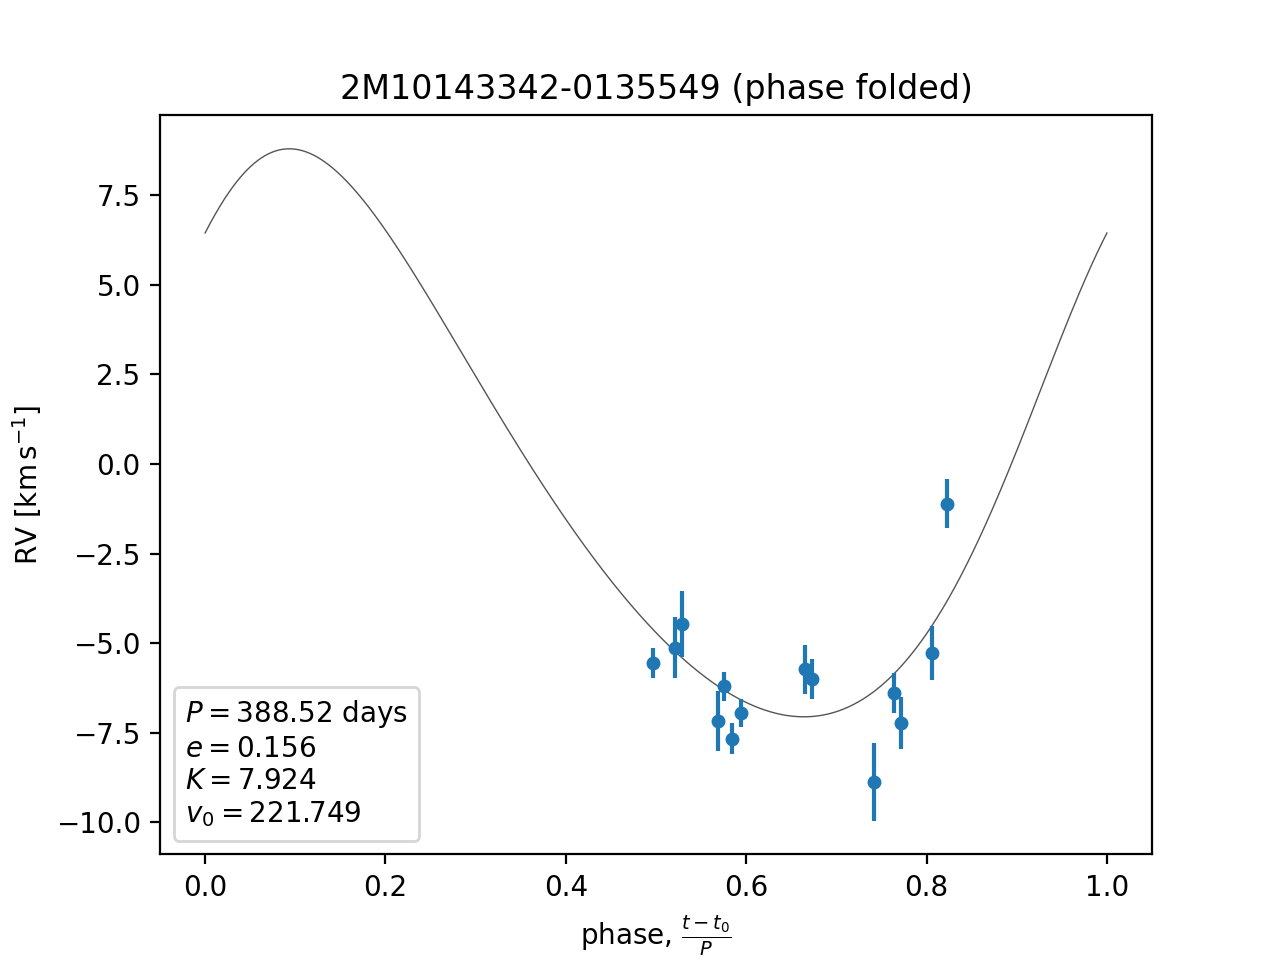 2M10143342-0135549 (phase folded)
RV [km s⁻¹]
7.5
5.0
2.5
0.0
−2.5
−5.0
−7.5
−10.0
P = 388.52 days
e = 0.156
K = 7.924
v₀ = 221.749
0.0 0.2 0.4 0.6 0.8 1.0
phase, (t − t₀)/P